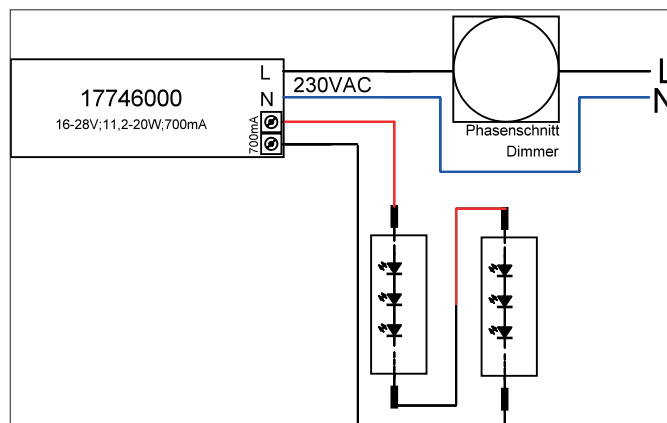 L
17746000
230VAC
N
16-28V;11,2-20W;700mA
700mA
Phasenschnitt
Dimmer
L
N